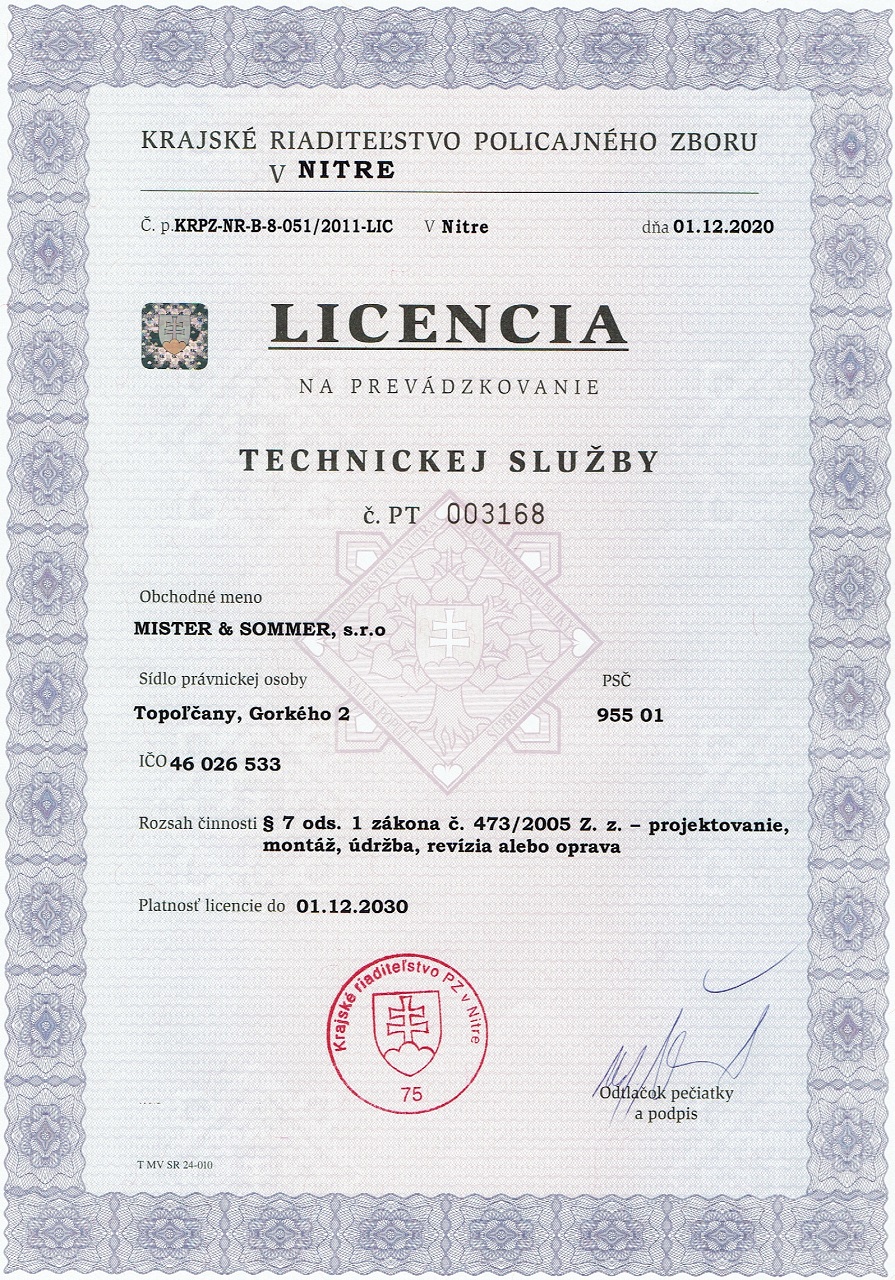 KRAJSKÉ RIADITEĽSTVO POLICAJNÉHO ZBORU
V NITRE
Č. p.KRPZ-NR-B-8-051/2011-LIC V Nitre dňa 01.12.2020
LICENCIA
NA PREVÁDZKOVANIE
TECHNICKEJ SLUŽBY
č. PT 003168
Obchodné meno
MISTER & SOMMER, s.r.o
Sídlo právnickej osoby PSČ
Topoľčany, Gorkého 2 955 01
IČO 46 026 533
Rozsah činnosti § 7 ods. 1 zákona č. 473/2005 Z. z. – projektovanie,
montáž, údržba, revízia alebo oprava
Platnosť licencie do 01.12.2030
Krajské riaditeľstvo PZ v Nitre
75
Odtlačok pečiatky
a podpis
T MV SR 24-010